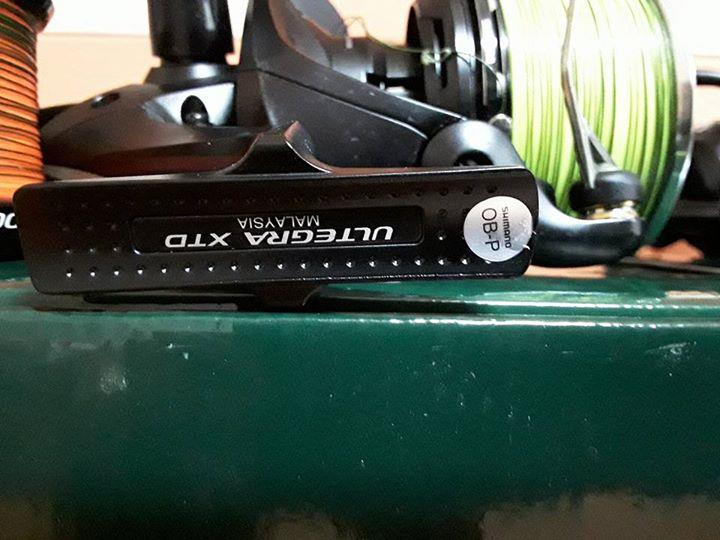 ULTEGRA XTD
MALAYSIA
SHIMANO
OB-P